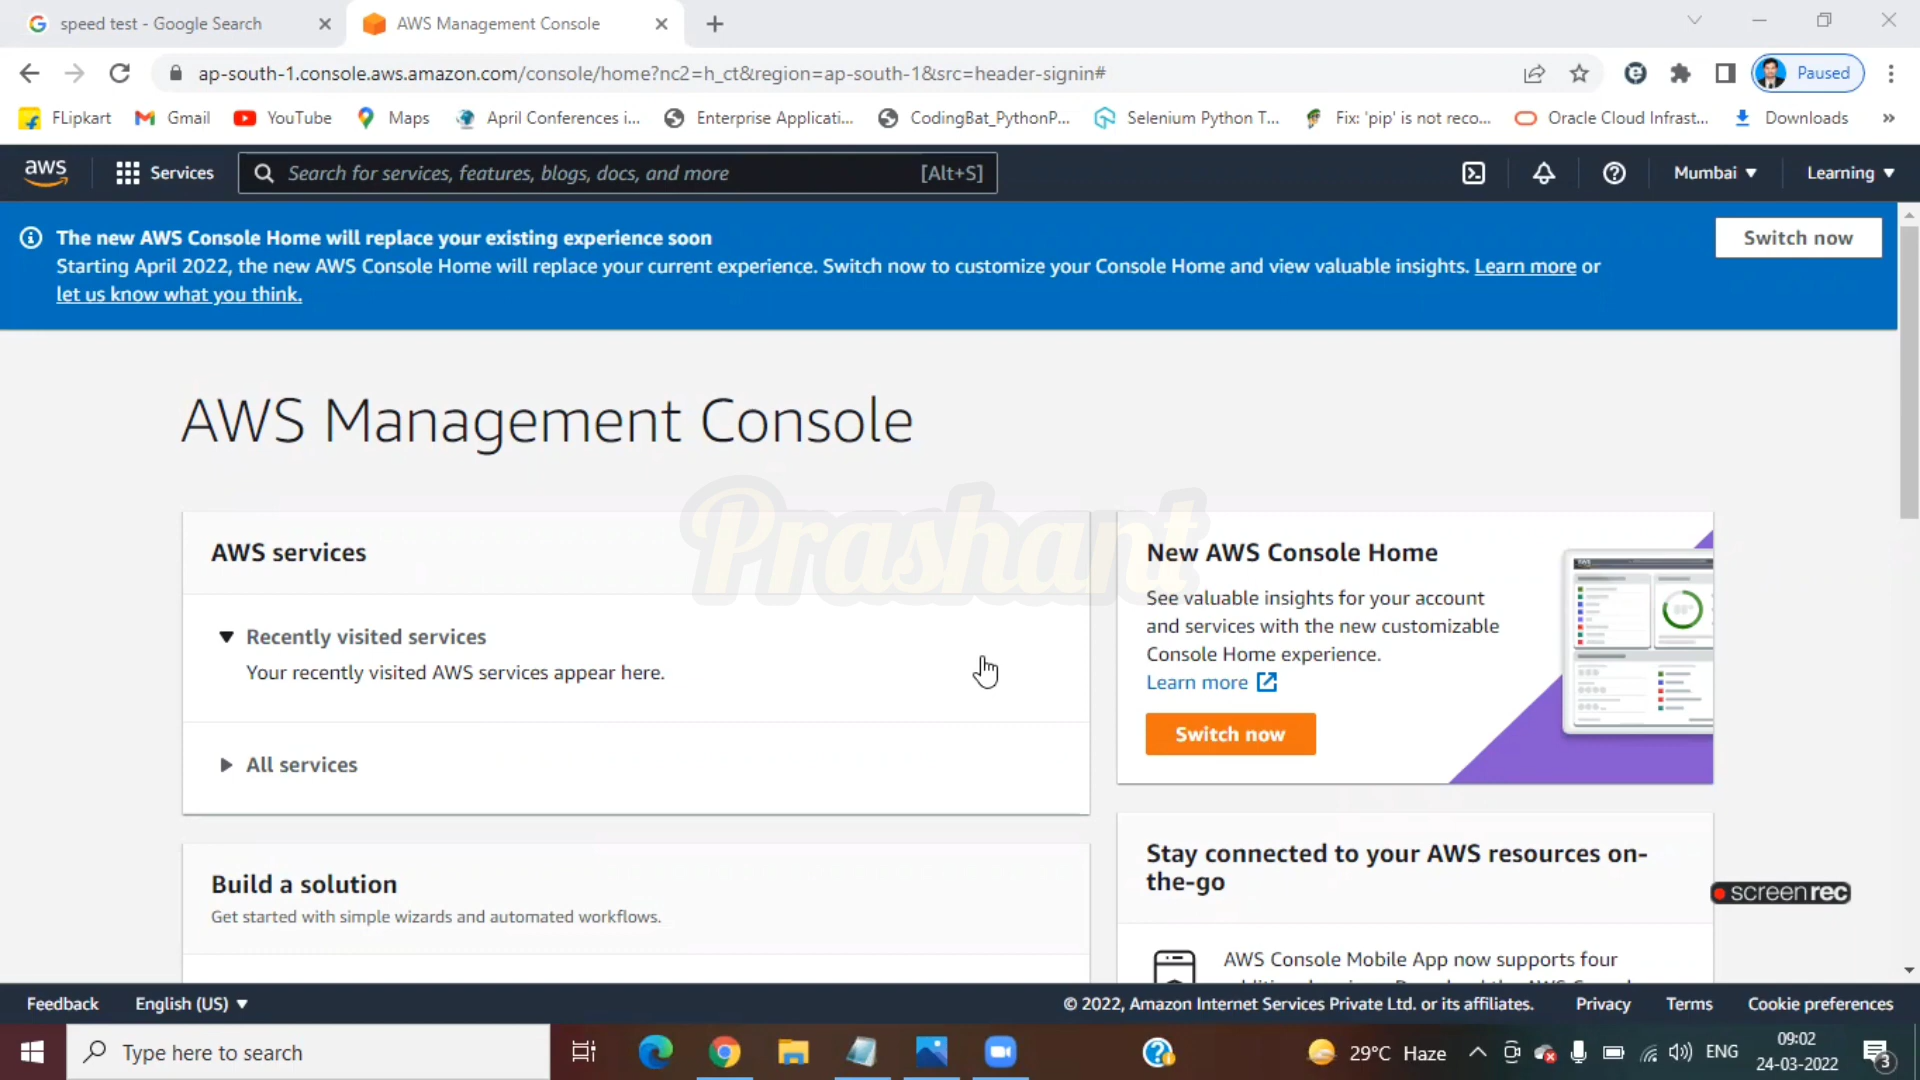 speed test - Google Search
AWS Management Console
ap-south-1.console.aws.amazon.com/console/home?nc2=h_ct&region=ap-south-1&src=header-signin#
Paused
FLipkart
Gmail
YouTube
Maps
April Conferences i...
Enterprise Applicati...
CodingBat_PythonP...
Selenium Python T...
Fix: 'pip' is not reco...
Oracle Cloud Infrast...
Downloads
»
aws
Services
Search for services, features, blogs, docs, and more
[Alt+S]
Mumbai
Learning
The new AWS Console Home will replace your existing experience soon
Starting April 2022, the new AWS Console Home will replace your current experience. Switch now to customize your Console Home and view valuable insights. Learn more or
let us know what you think.
Switch now
AWS Management Console
Prashant
AWS services
Recently visited services
Your recently visited AWS services appear here.
All services
Build a solution
Get started with simple wizards and automated workflows.
New AWS Console Home
See valuable insights for your account
and services with the new customizable
Console Home experience.
Learn more
Switch now
Stay connected to your AWS resources on-
the-go
AWS Console Mobile App now supports four
screenrec
Feedback
English (US)
© 2022, Amazon Internet Services Private Ltd. or its affiliates.
Privacy
Terms
Cookie preferences
Type here to search
29°C Haze
ENG
09:02
24-03-2022
3